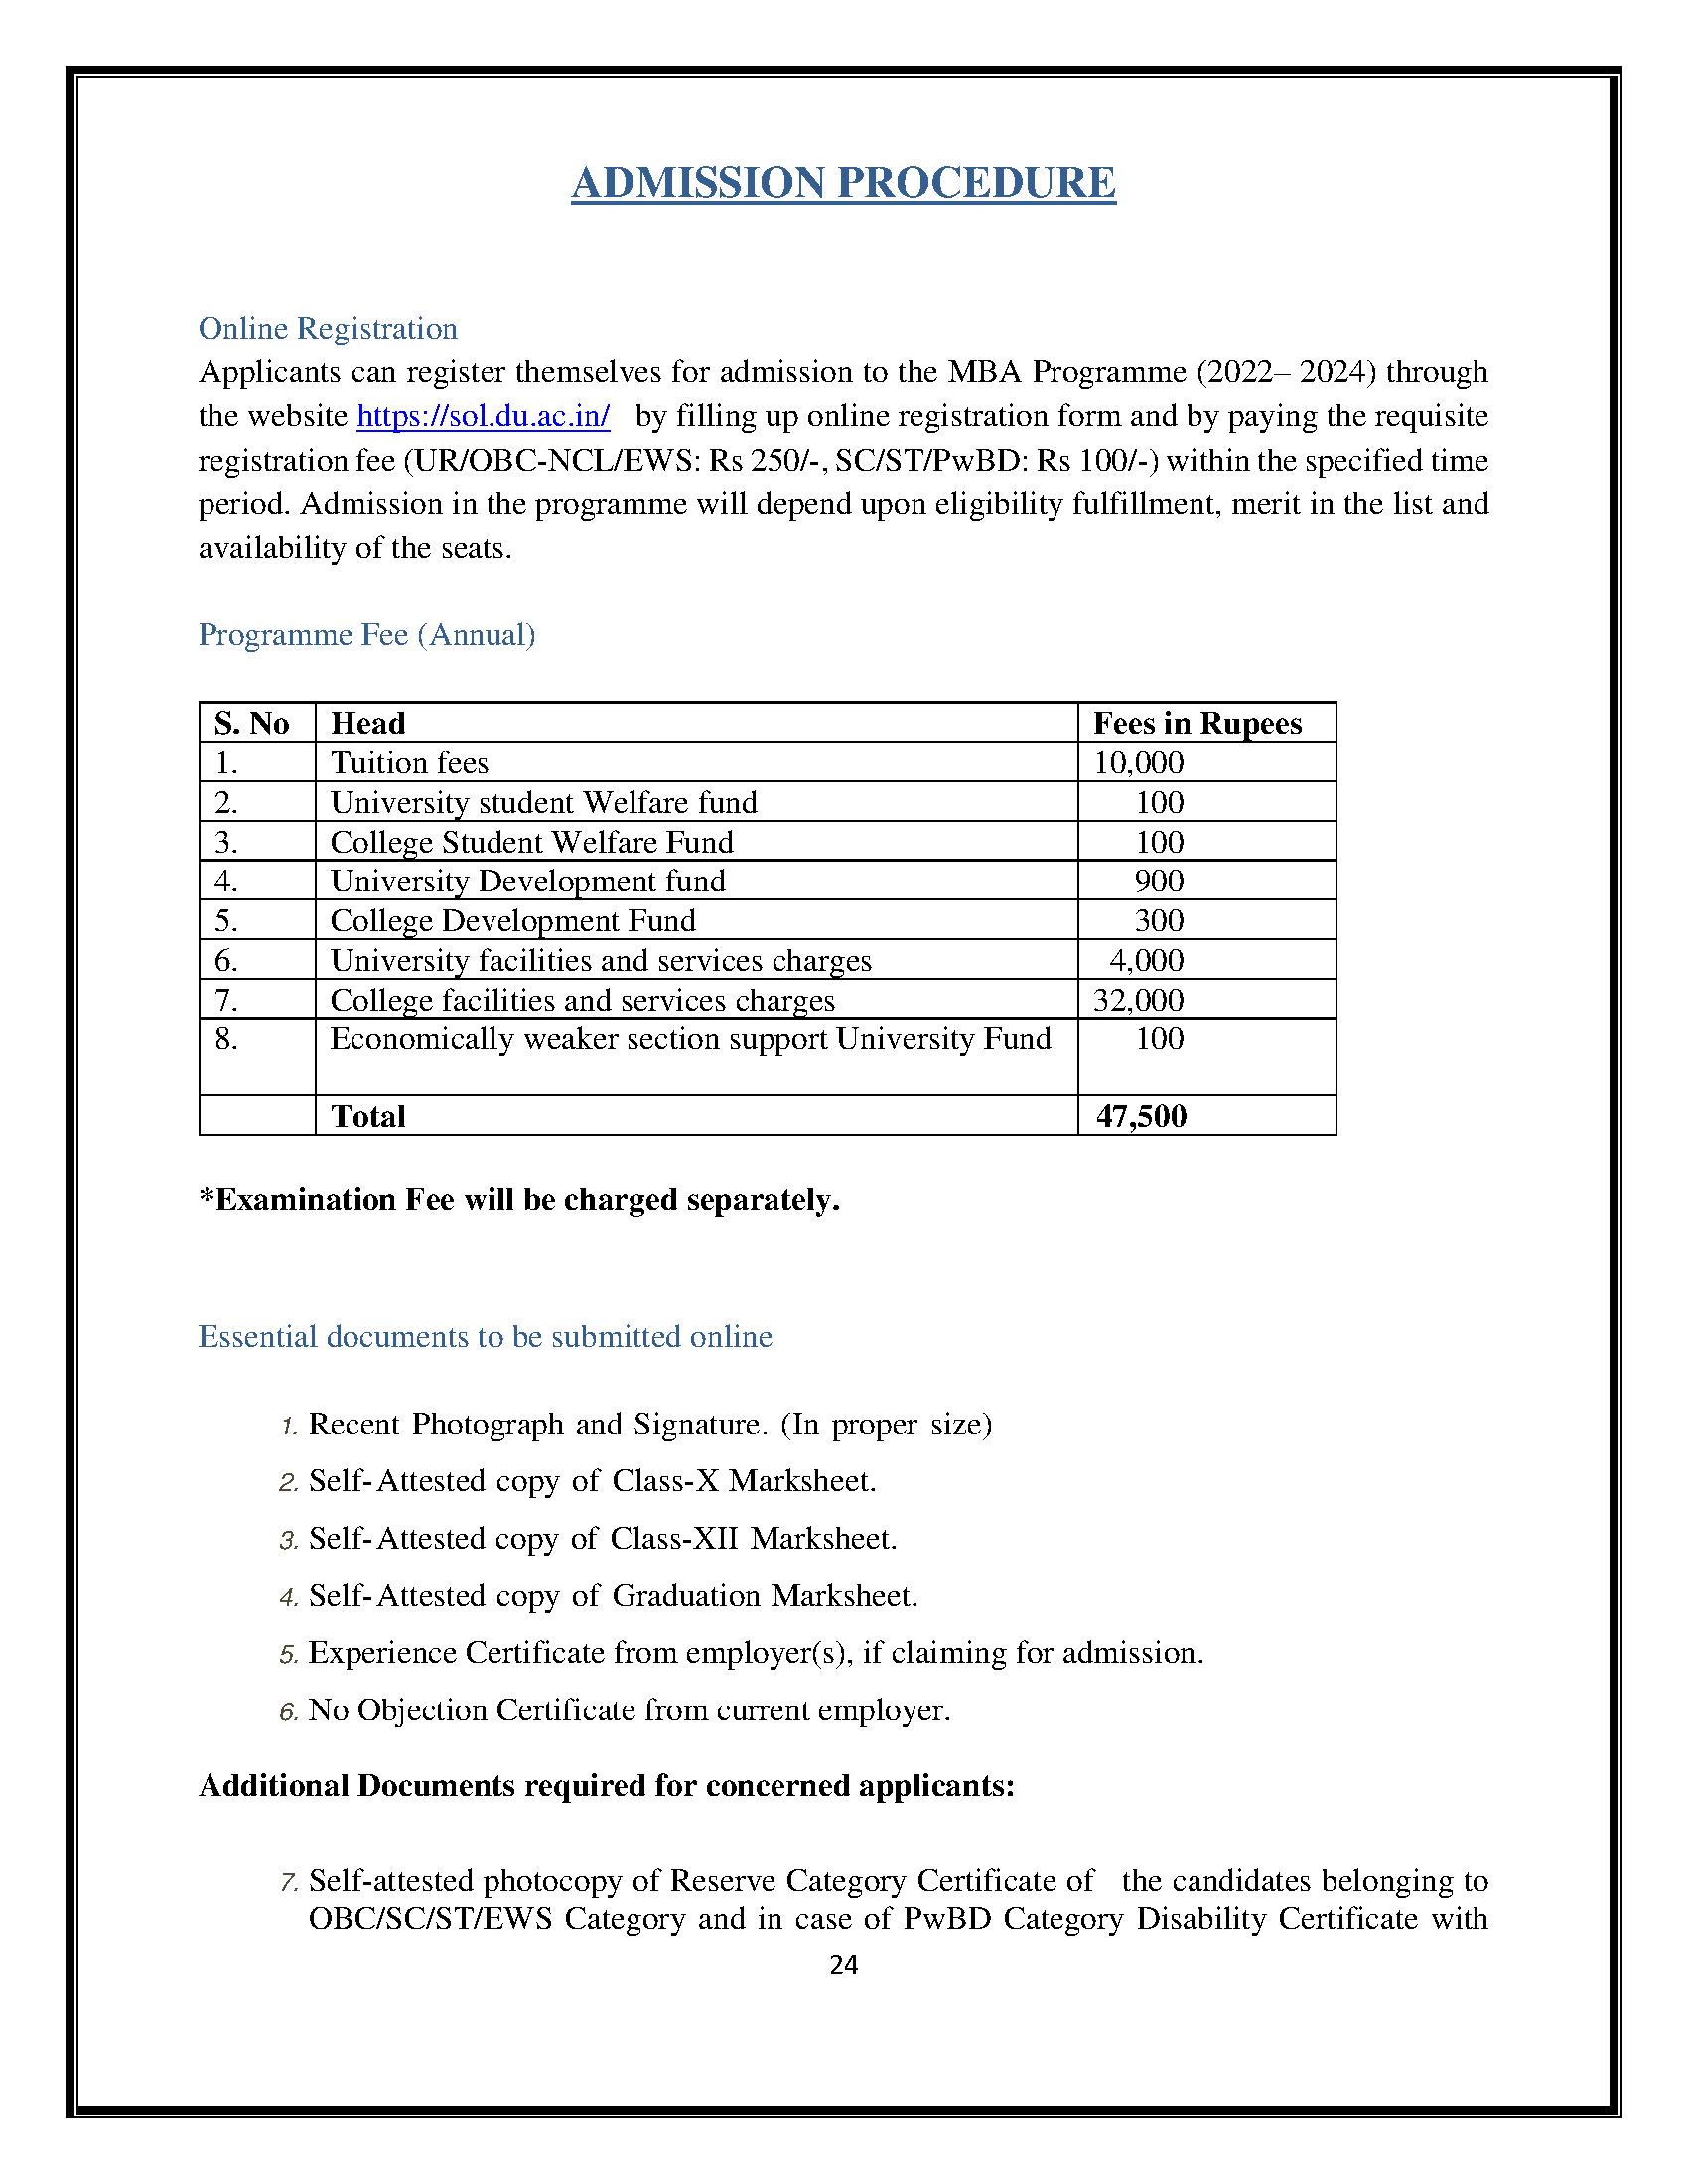 ADMISSION PROCEDURE
Online Registration
Applicants can register themselves for admission to the MBA Programme (2022– 2024) through
the website https://sol.du.ac.in/ by filling up online registration form and by paying the requisite
registration fee (UR/OBC-NCL/EWS: Rs 250/-, SC/ST/PwBD: Rs 100/-) within the specified time
period. Admission in the programme will depend upon eligibility fulfillment, merit in the list and
availability of the seats.
Programme Fee (Annual)
S. No Head Fees in Rupees
1. Tuition fees 10,000
2. University student Welfare fund 100
3. College Student Welfare Fund 100
4. University Development fund 900
5. College Development Fund 300
6. University facilities and services charges 4,000
7. College facilities and services charges 32,000
8. Economically weaker section support University Fund 100
Total 47,500
*Examination Fee will be charged separately.
Essential documents to be submitted online
1. Recent Photograph and Signature. (In proper size)
2. Self-Attested copy of Class-X Marksheet.
3. Self-Attested copy of Class-XII Marksheet.
4. Self-Attested copy of Graduation Marksheet.
5. Experience Certificate from employer(s), if claiming for admission.
6. No Objection Certificate from current employer.
Additional Documents required for concerned applicants:
7. Self-attested photocopy of Reserve Category Certificate of the candidates belonging to
OBC/SC/ST/EWS Category and in case of PwBD Category Disability Certificate with
24